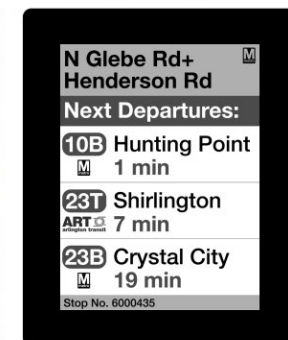 N Glebe Rd+
M
Henderson Rd
Next Departures:
10B Hunting Point
M 1 min
23T Shirlington
ART 7 min
arlington transit
23B Crystal City
M 19 min
Stop No. 6000435